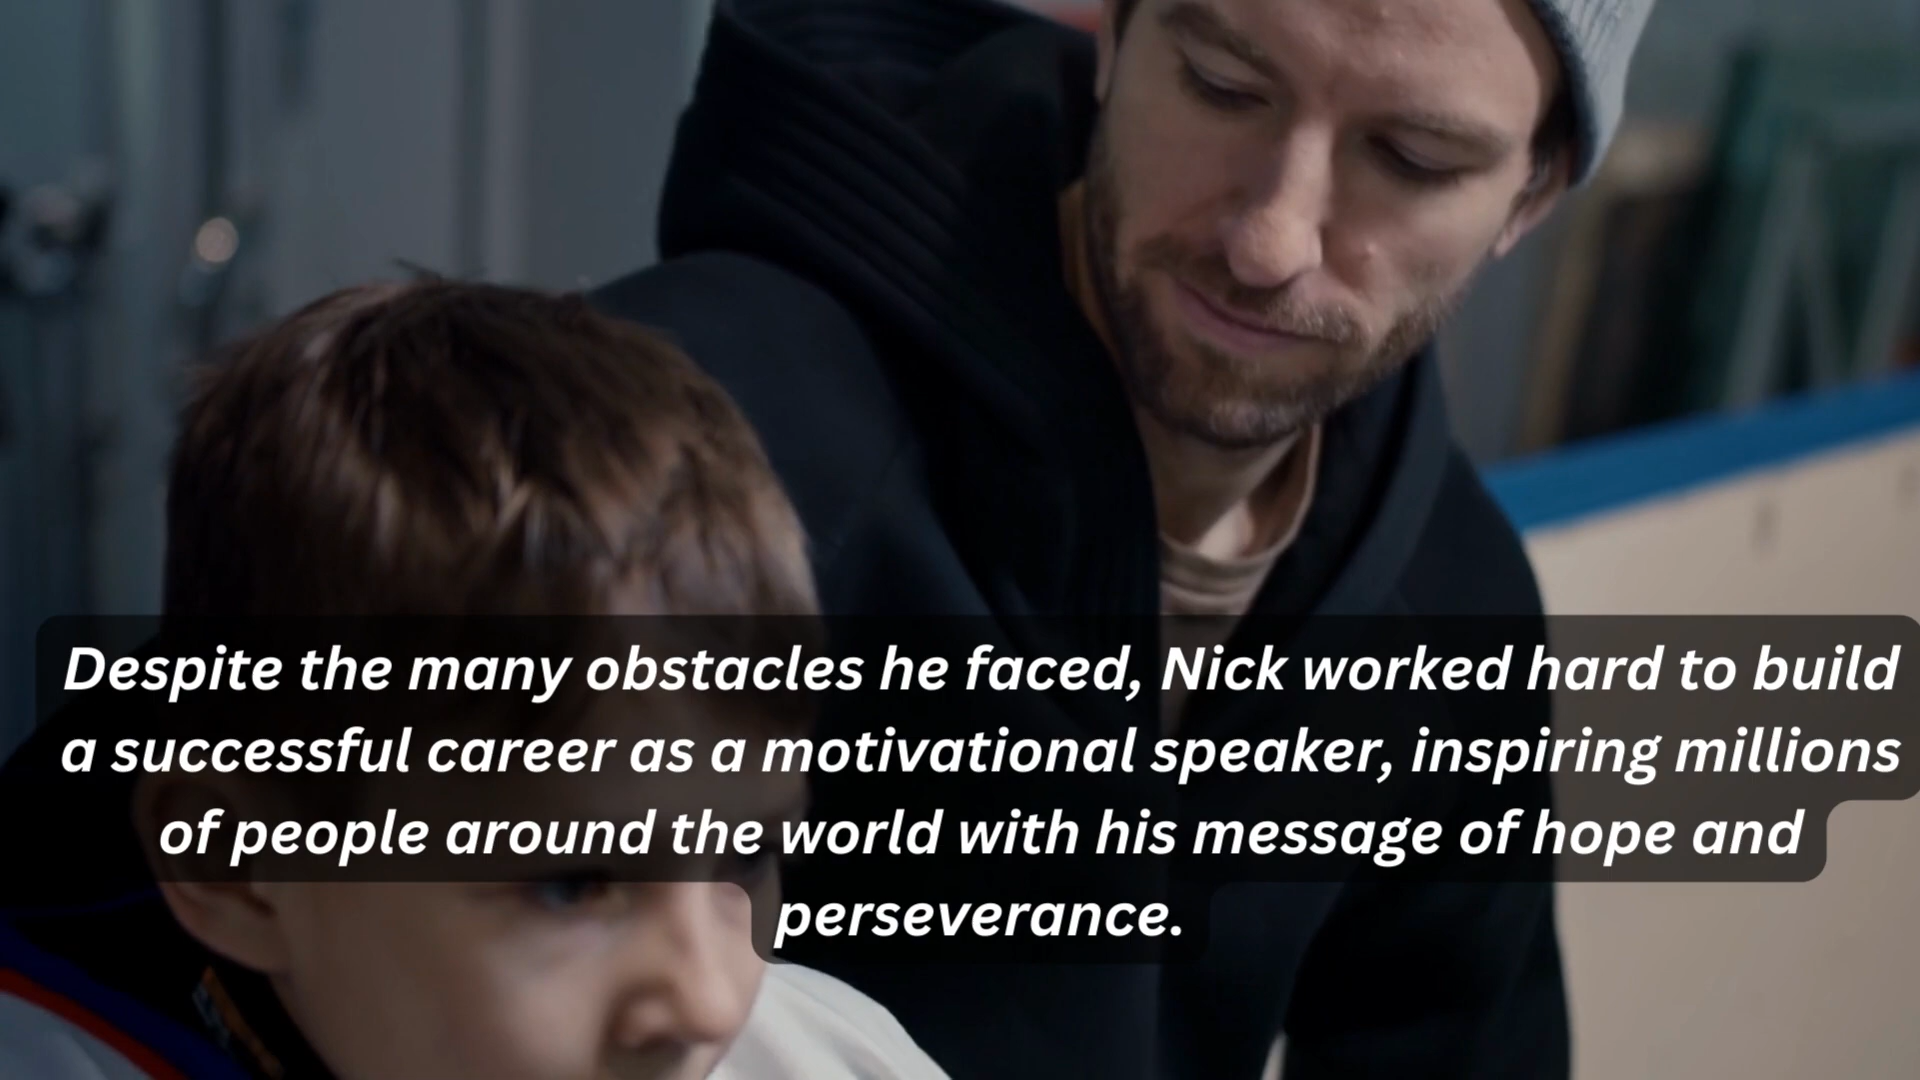 Despite the many obstacles he faced, Nick worked hard to build
a successful career as a motivational speaker, inspiring millions
of people around the world with his message of hope and
perseverance.